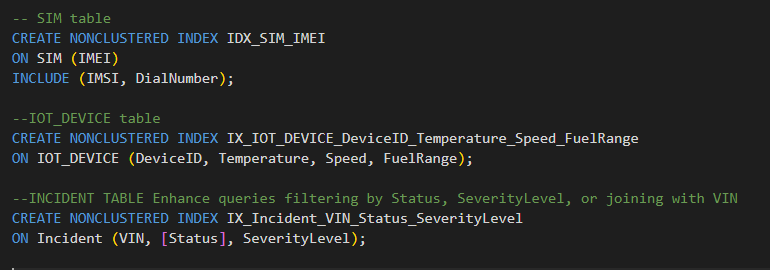 -- SIM table
CREATE NONCLUSTERED INDEX IDX_SIM_IMEI
ON SIM (IMEI)
INCLUDE (IMSI, DialNumber);
--IOT_DEVICE table
CREATE NONCLUSTERED INDEX IX_IOT_DEVICE_DeviceID_Temperature_Speed_FuelRange
ON IOT_DEVICE (DeviceID, Temperature, Speed, FuelRange);
--INCIDENT TABLE Enhance queries filtering by Status, SeverityLevel, or joining with VIN
CREATE NONCLUSTERED INDEX IX_Incident_VIN_Status_SeverityLevel
ON Incident (VIN, [Status], SeverityLevel);